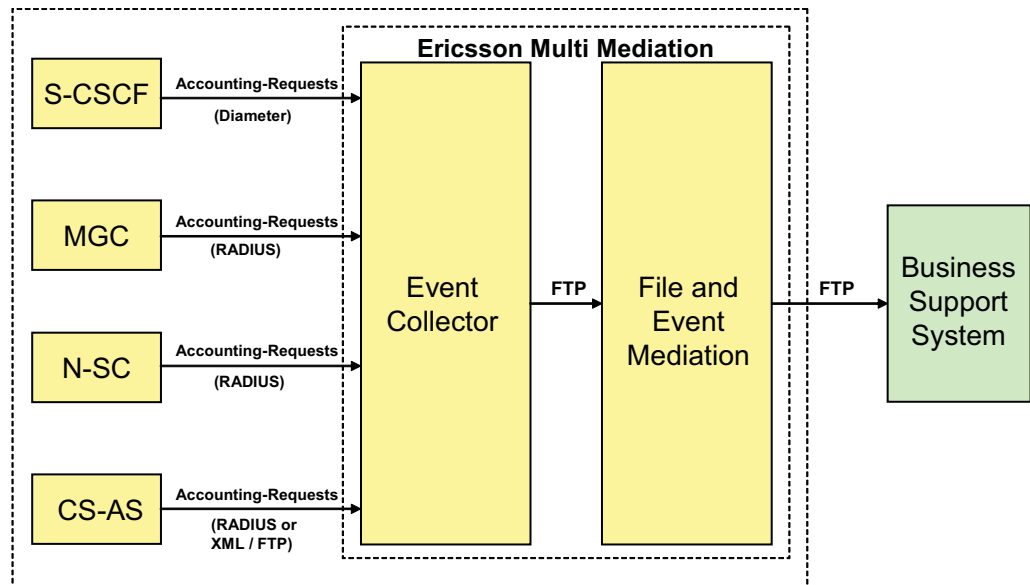 Ericsson Multi Mediation
S-CSCF
Accounting-Requests
(Diameter)
MGC
Accounting-Requests
(RADIUS)
N-SC
Accounting-Requests
(RADIUS)
CS-AS
Accounting-Requests
(RADIUS or
XML / FTP)
Event
Collector
FTP
File and
Event
Mediation
FTP
Business
Support
System